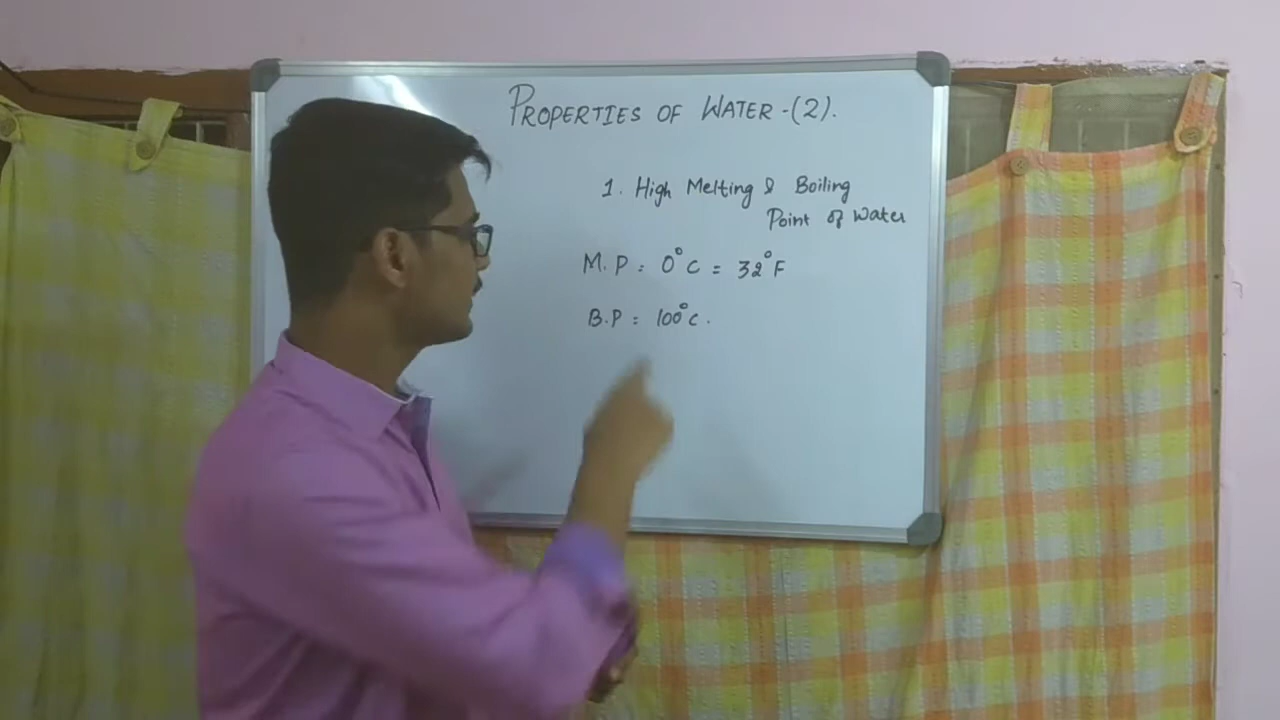 PROPERTIES OF WATER -(2).
1. High Melting & Boiling
Point of Water
M.P = 0°C = 32°F
B.P = 100°C.